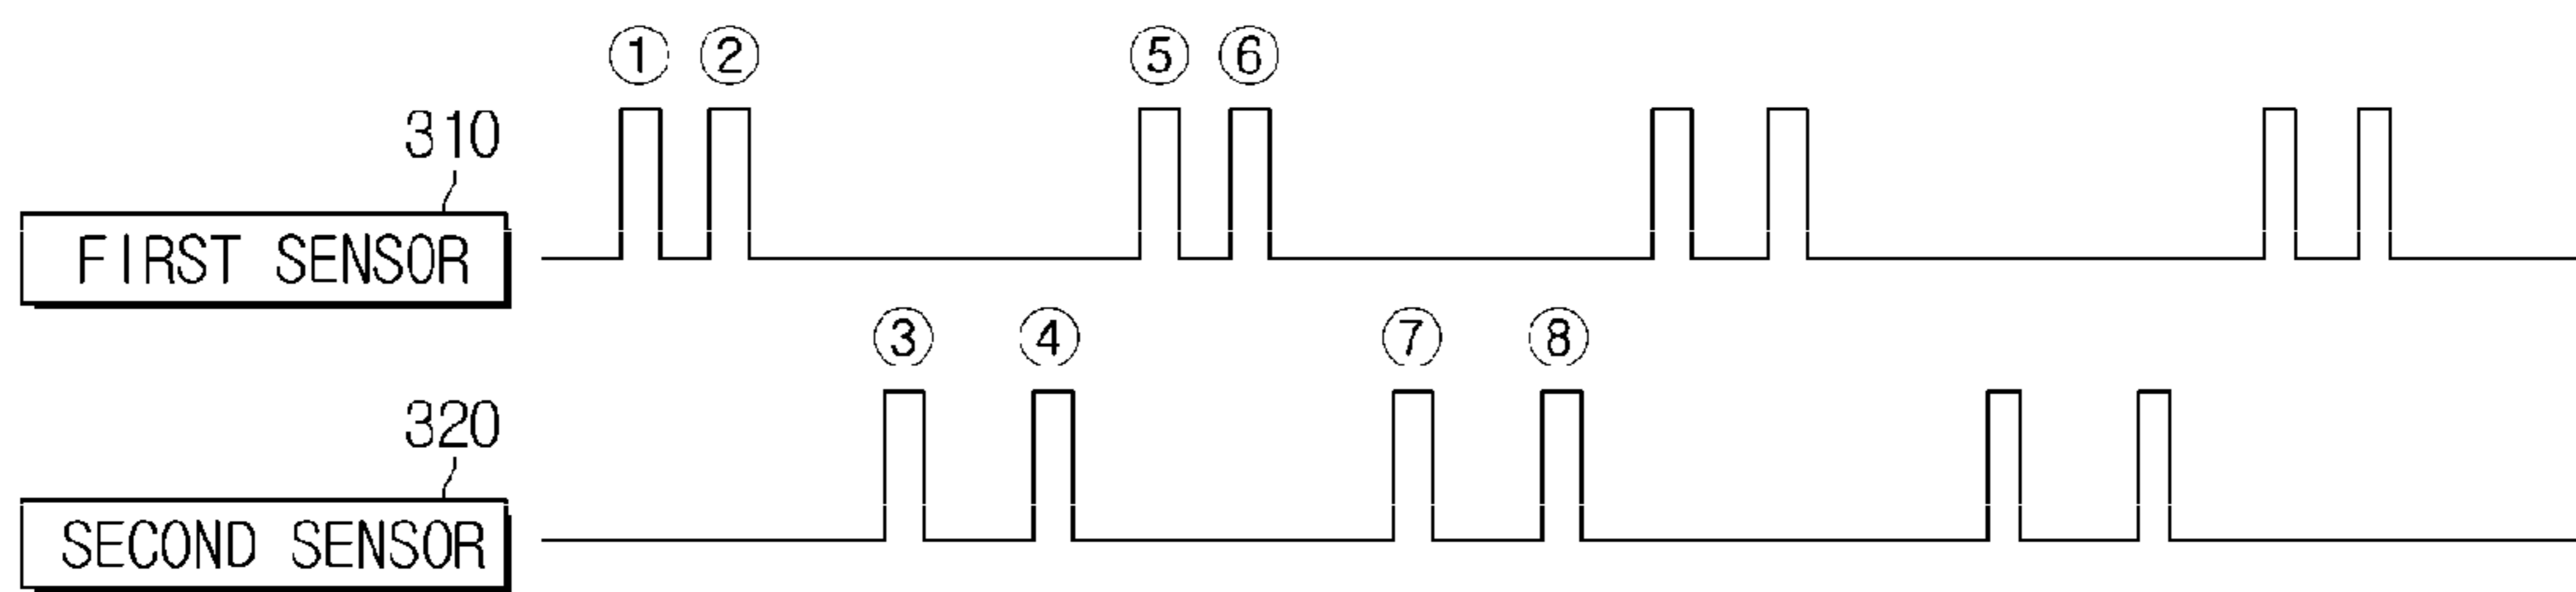 ① ② ⑤ ⑥
310
FIRST SENSOR
③ ④ ⑦ ⑧
320
SECOND SENSOR